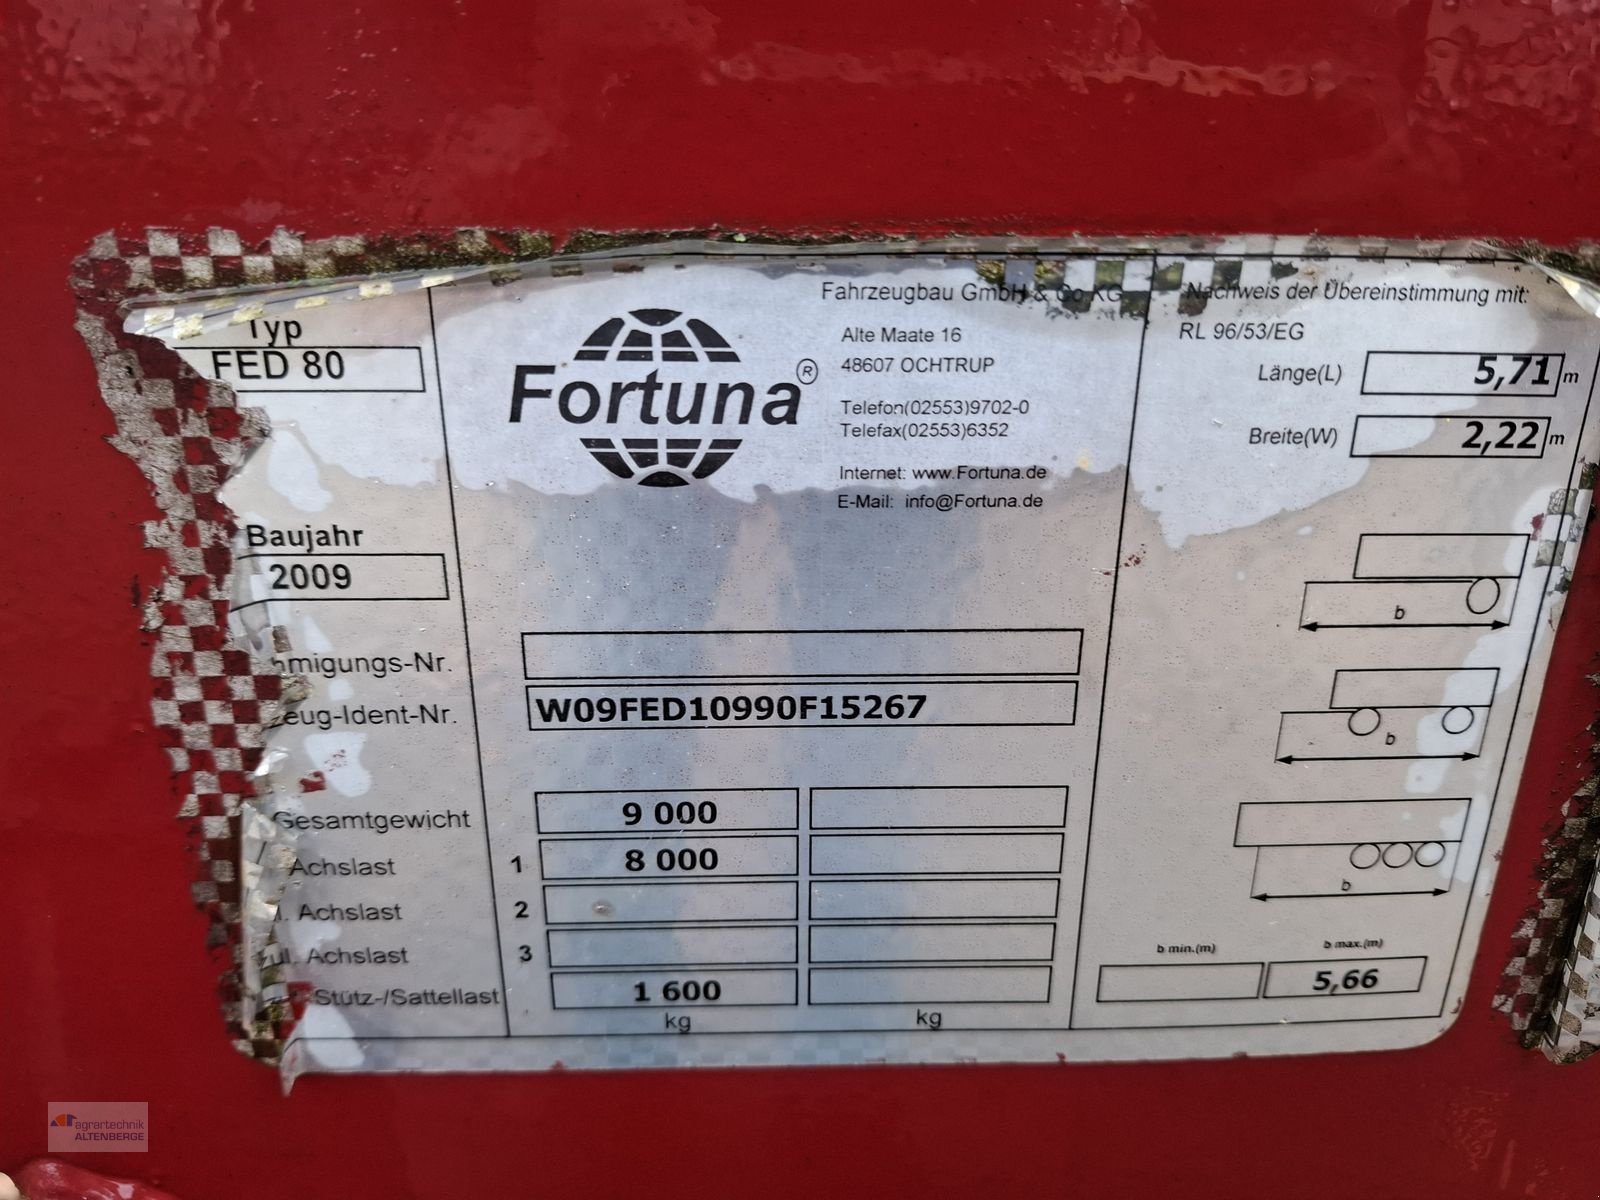 Typ
FED 80
Baujahr
2009
Fortuna®
Fahrzeugbau GmbH & Co KG
Alte Maate 16
48607 OCHTRUP
Telefon(02553)9702-0
Telefax(02553)6352
Internet: www.Fortuna.de
E-Mail: info@Fortuna.de
hmigungs-Nr.
zeug-Ident-Nr. W09FED10990F15267
Gesamtgewicht 9 000
Achslast 1 8 000
l. Achslast 2
zul. Achslast 3
Stütz-/Sattellast 1 600
kg kg
Nachweis der Übereinstimmung mit:
RL 96/53/EG
Länge(L) 5,71 m
Breite(W) 2,22 m
b
b
b
b min.(m) b max.(m)
5,66
agrartechnik
ALTENBERGE